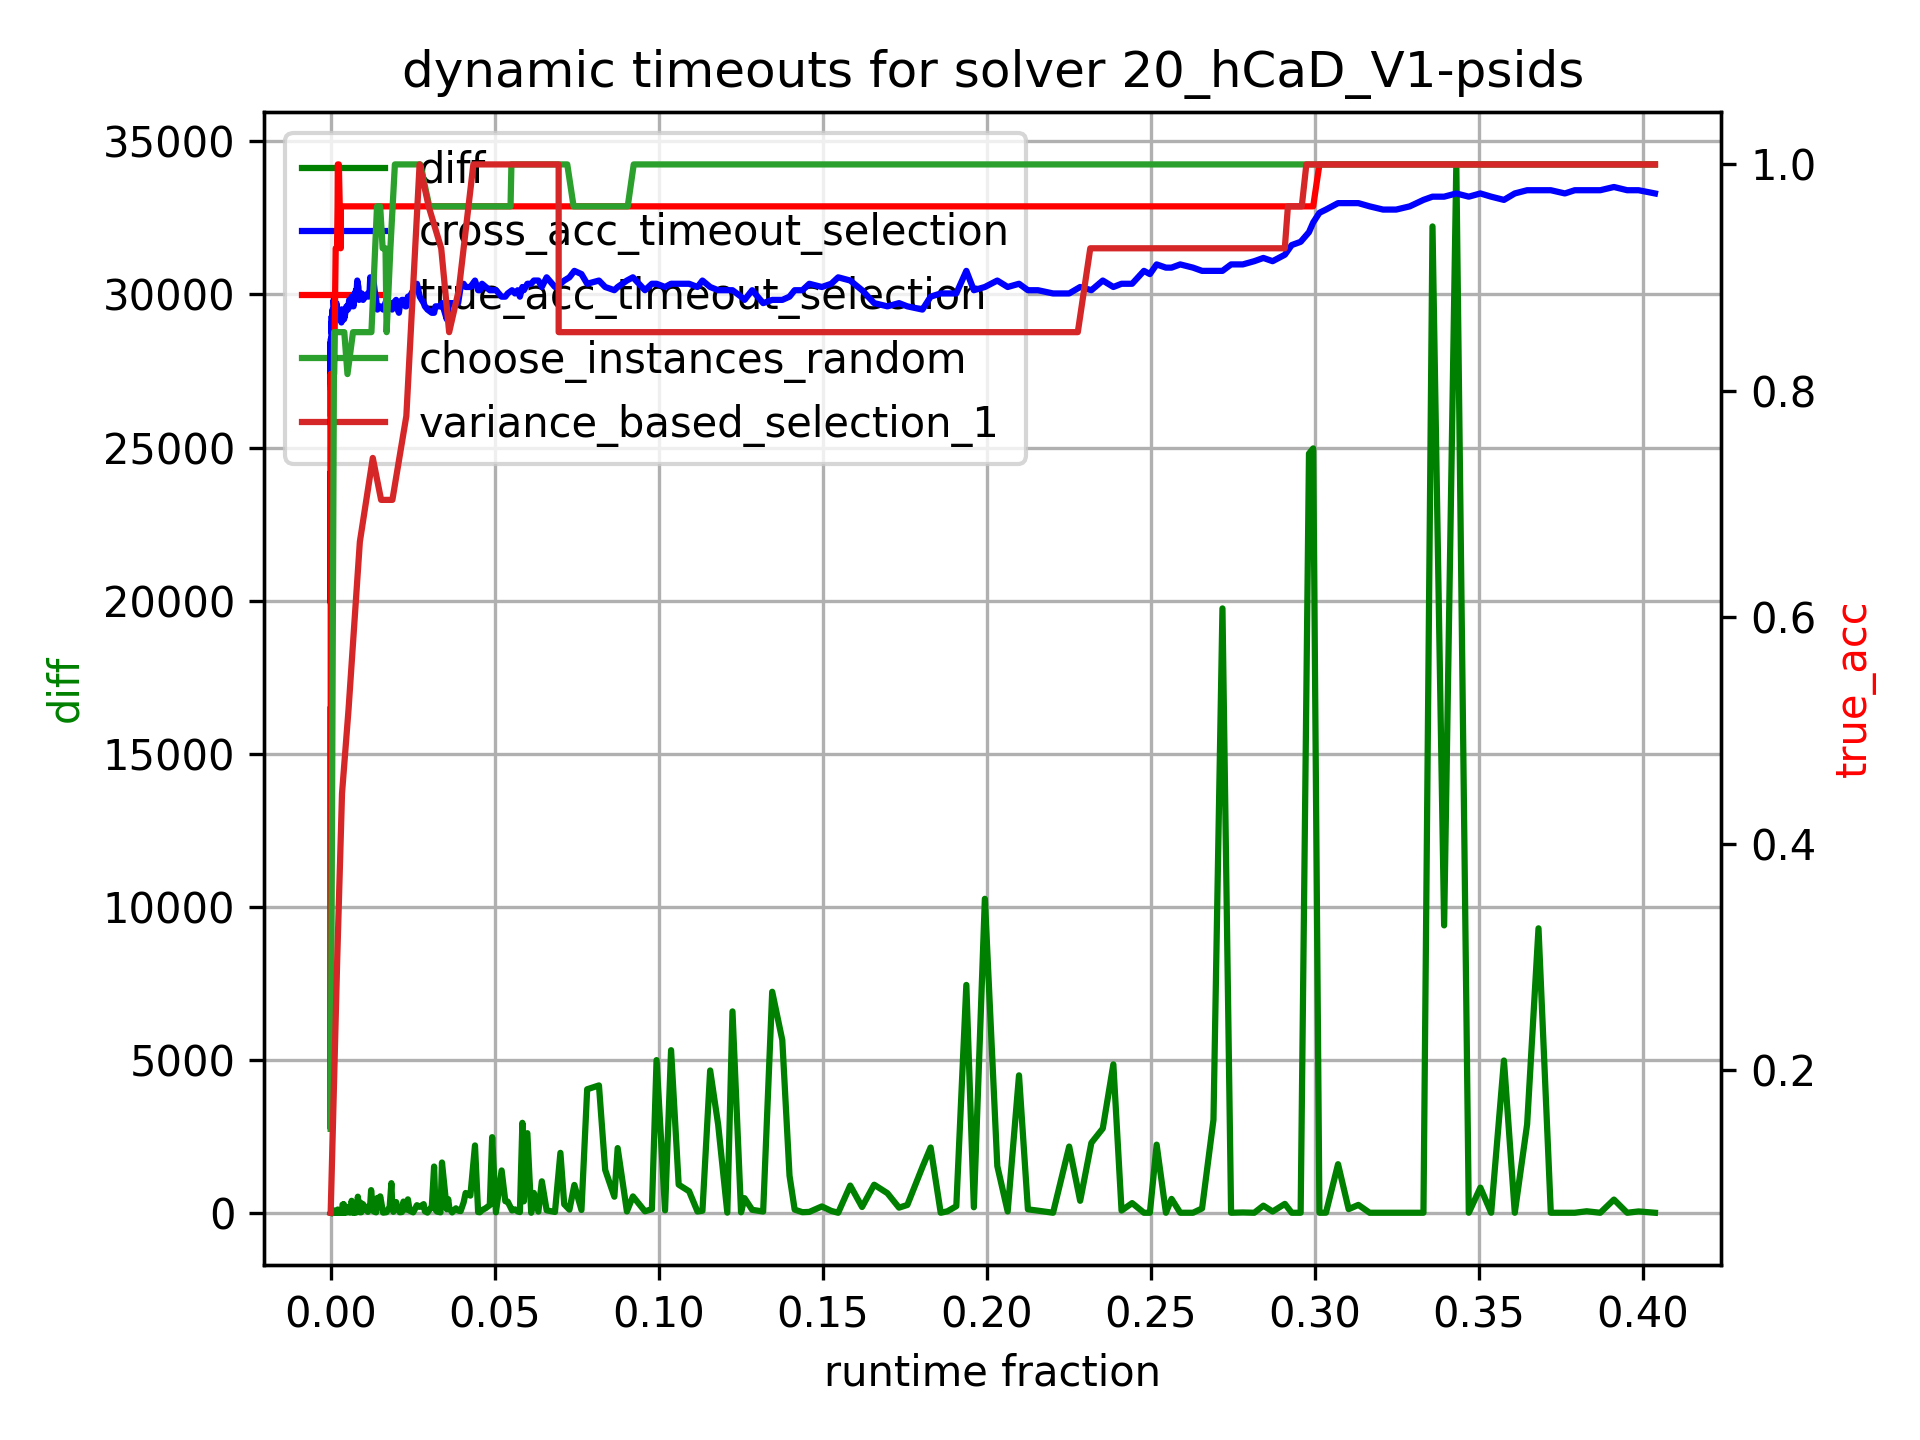 dynamic timeouts for solver 20_hCaD_V1-psids
diff
cross_acc_timeout_selection
true_acc_timeout_selection
choose_instances_random
variance_based_selection_1
35000
30000
25000
20000
15000
10000
5000
0
diff
1.0
0.8
0.6
0.4
0.2
true_acc
0.00 0.05 0.10 0.15 0.20 0.25 0.30 0.35 0.40
runtime fraction